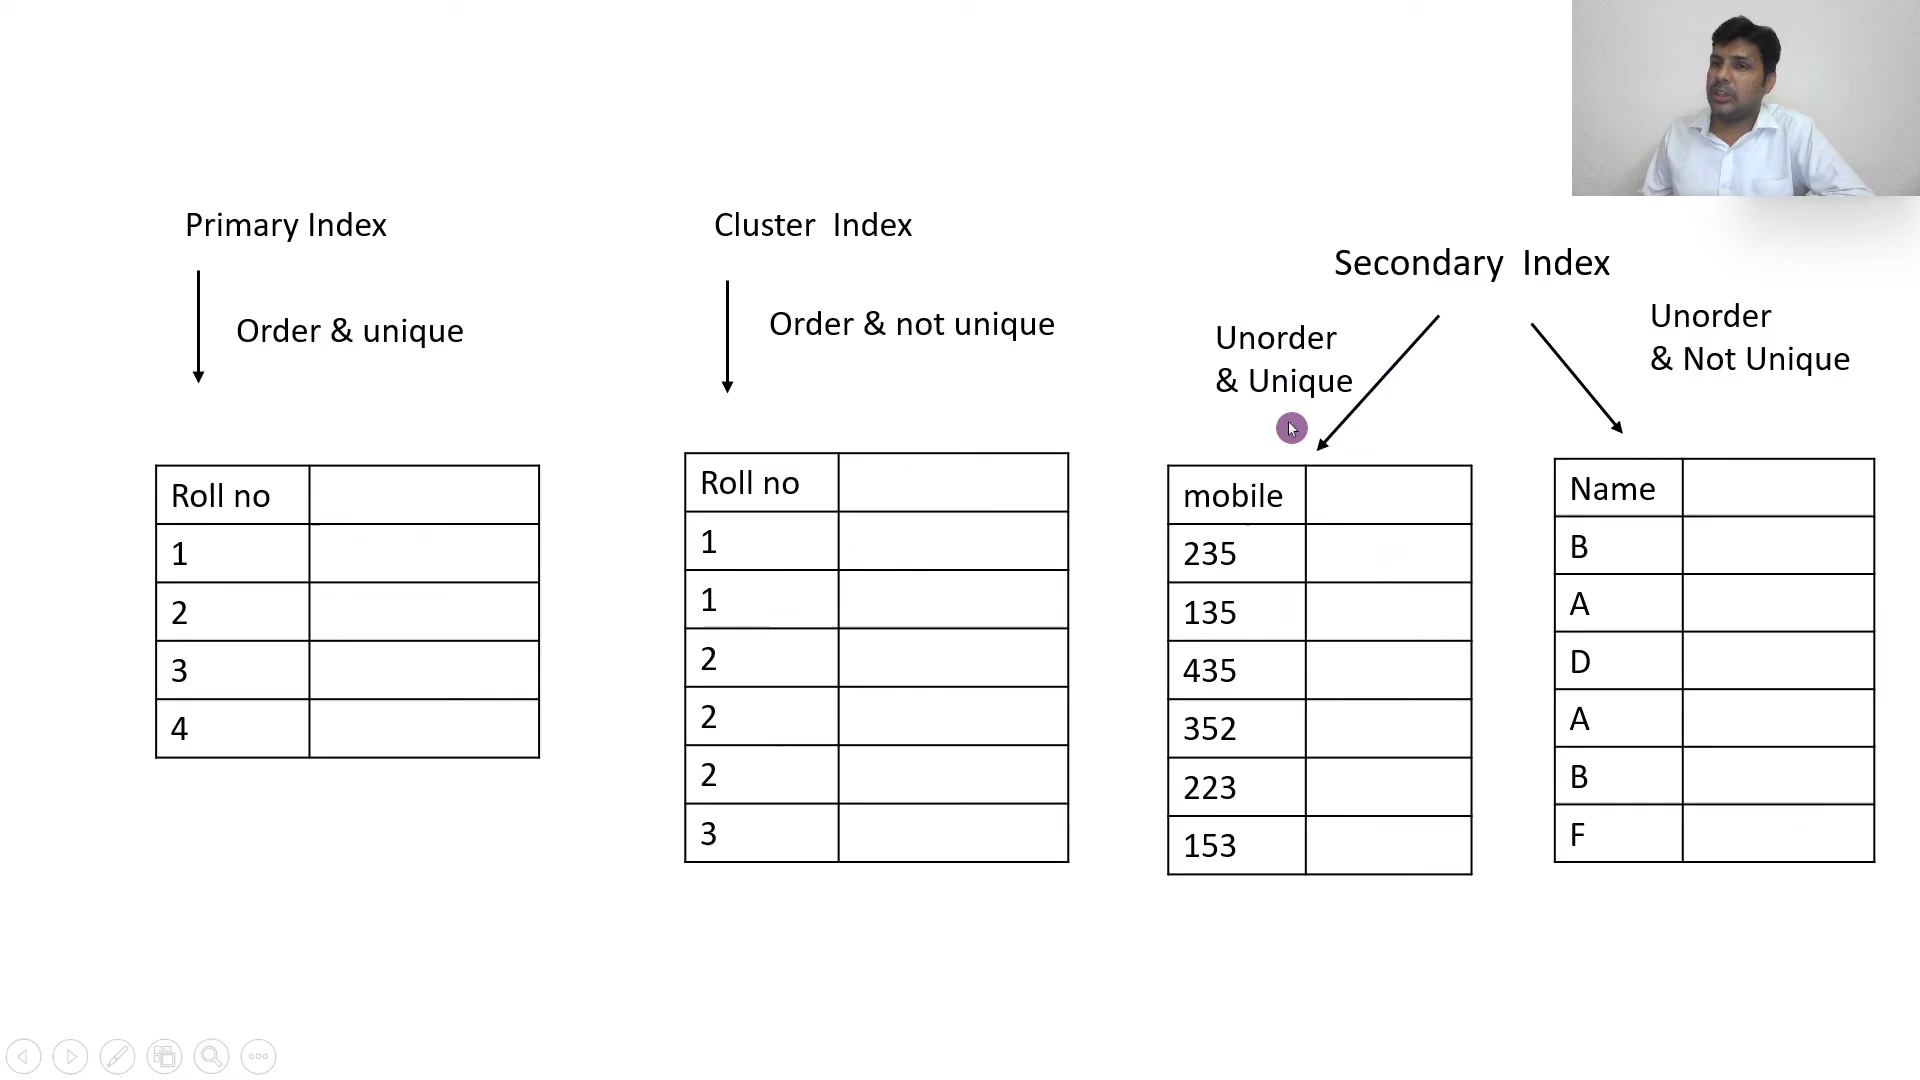 Primary Index
Order & unique
Roll no
1
2
3
4
Cluster Index
Order & not unique
Roll no
1
1
2
2
2
3
Secondary Index
Unorder
& Unique
mobile
235
135
435
352
223
153
Unorder
& Not Unique
Name
B
A
D
A
B
F